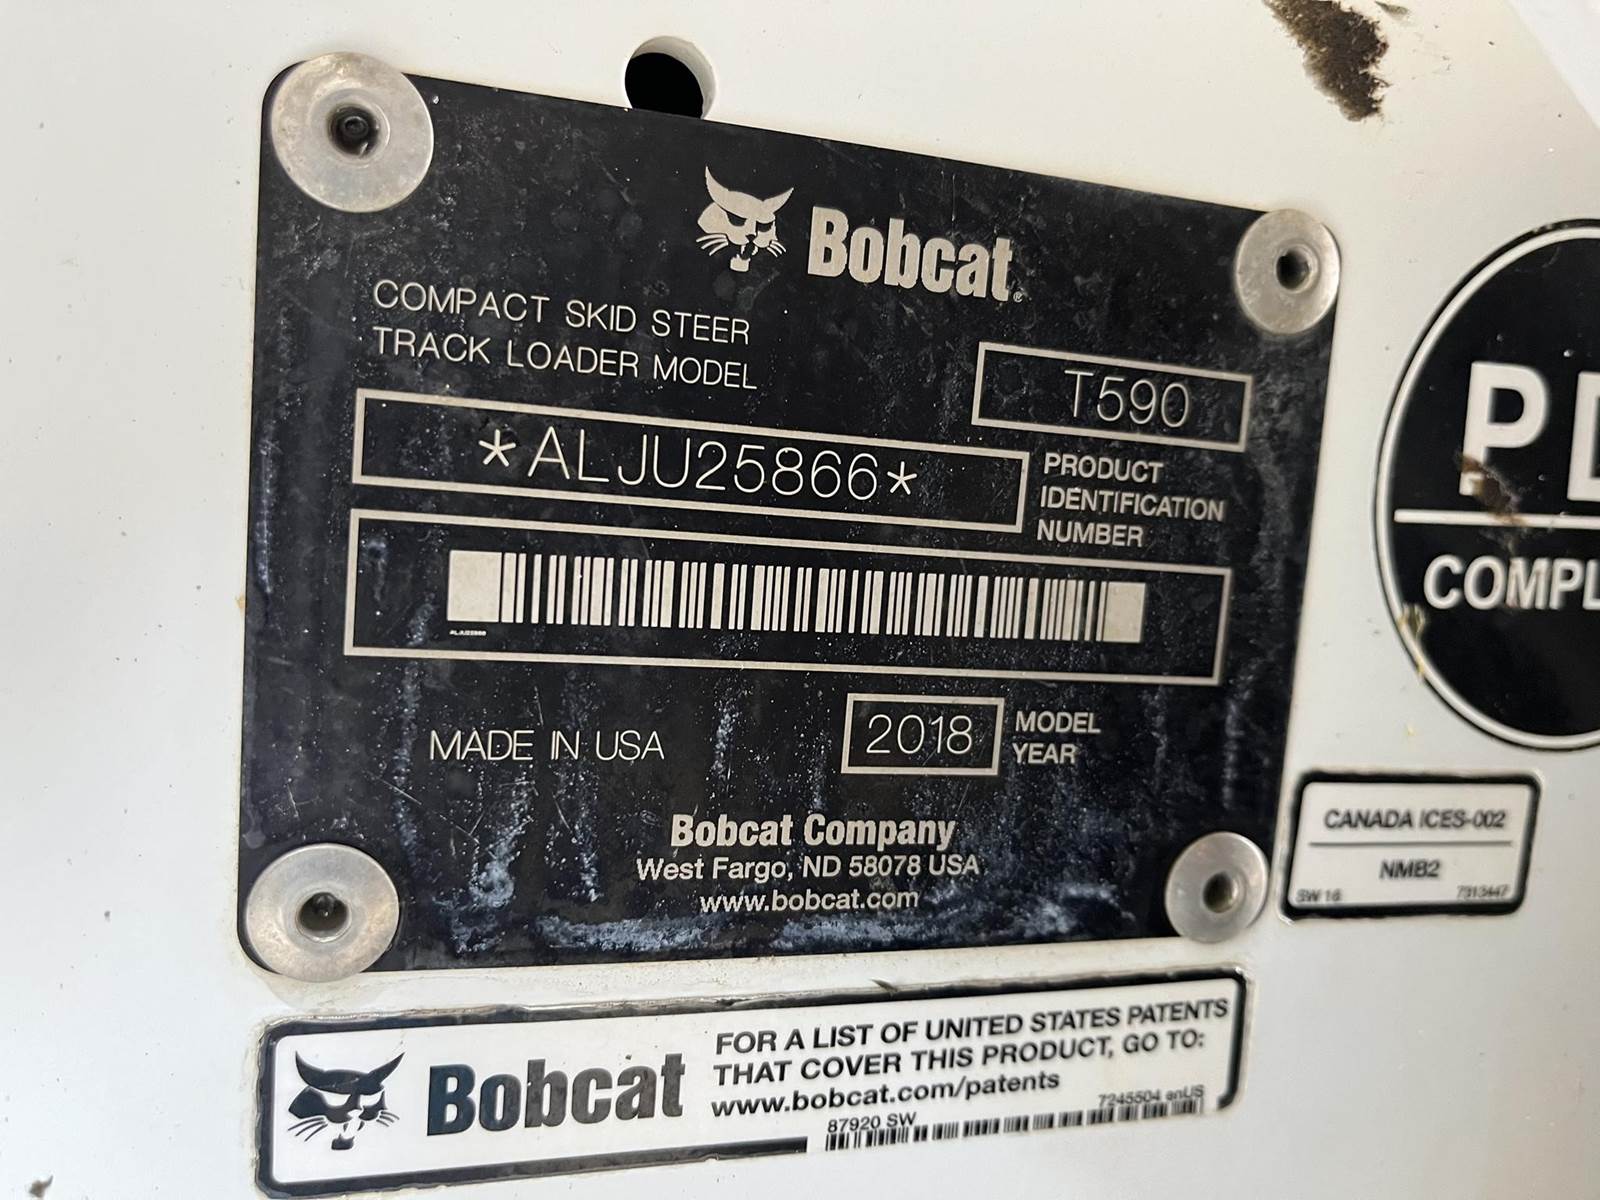 Bobcat®
COMPACT SKID STEER
TRACK LOADER MODEL
T590
*ALJU25866*
PRODUCT
IDENTIFICATION
NUMBER
ALJU25866
MADE IN USA
2018
MODEL
YEAR
Bobcat Company
West Fargo, ND 58078 USA
www.bobcat.com
P
COMPL
CANADA ICES-002
NMB2
SW 16
7313447
Bobcat
FOR A LIST OF UNITED STATES PATENTS
THAT COVER THIS PRODUCT, GO TO:
www.bobcat.com/patents
7245504 enUS
87920 SW